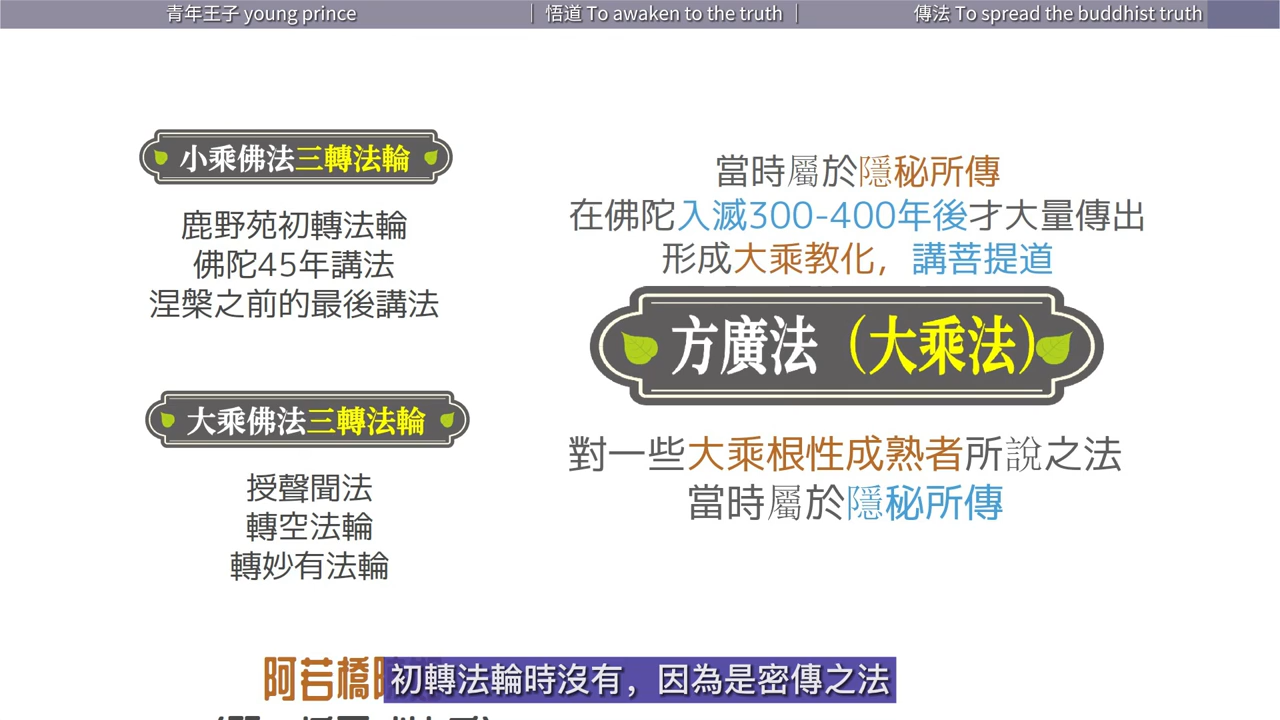 青年王子 young prince
｜ 悟道 To awaken to the truth ｜
傳法 To spread the buddhist truth
小乘佛法三轉法輪
鹿野苑初轉法輪
佛陀45年講法
涅槃之前的最後講法
大乘佛法三轉法輪
授聲聞法
轉空法輪
轉妙有法輪
當時屬於隱秘所傳
在佛陀入滅300-400年後才大量傳出
形成大乘教化，講菩提道
方廣法（大乘法）
對一些大乘根性成熟者所說之法
當時屬於隱秘所傳
阿若橋
初轉法輪時沒有，因為是密傳之法